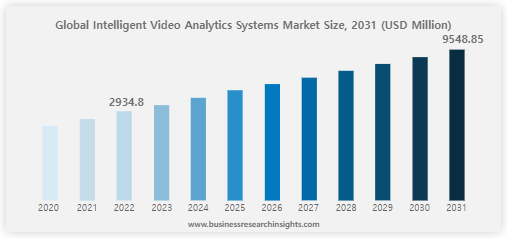 Global Intelligent Video Analytics Systems Market Size, 2031 (USD Million)
9548.85
2934.8
2020 2021 2022 2023 2024 2025 2026 2027 2028 2029 2030 2031
www.businessresearchinsights.com